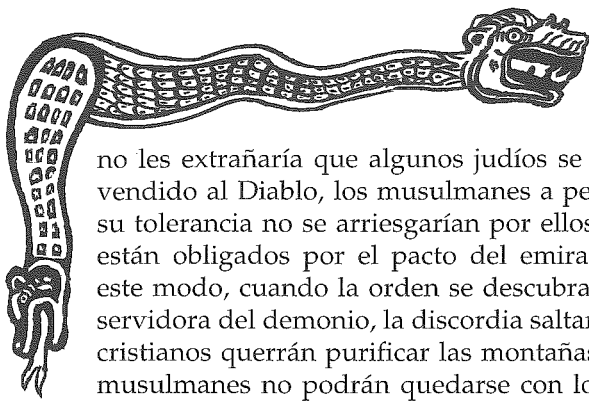 no les extrañaría que algunos judíos se
vendido al Diablo, los musulmanes a pe
su tolerancia no se arriesgarían por ellos
están obligados por el pacto del emira
este modo, cuando la orden se descubra
servidora del demonio, la discordia saltar
cristianos querrán purificar las montañas
musulmanes no podrán quedarse con lo